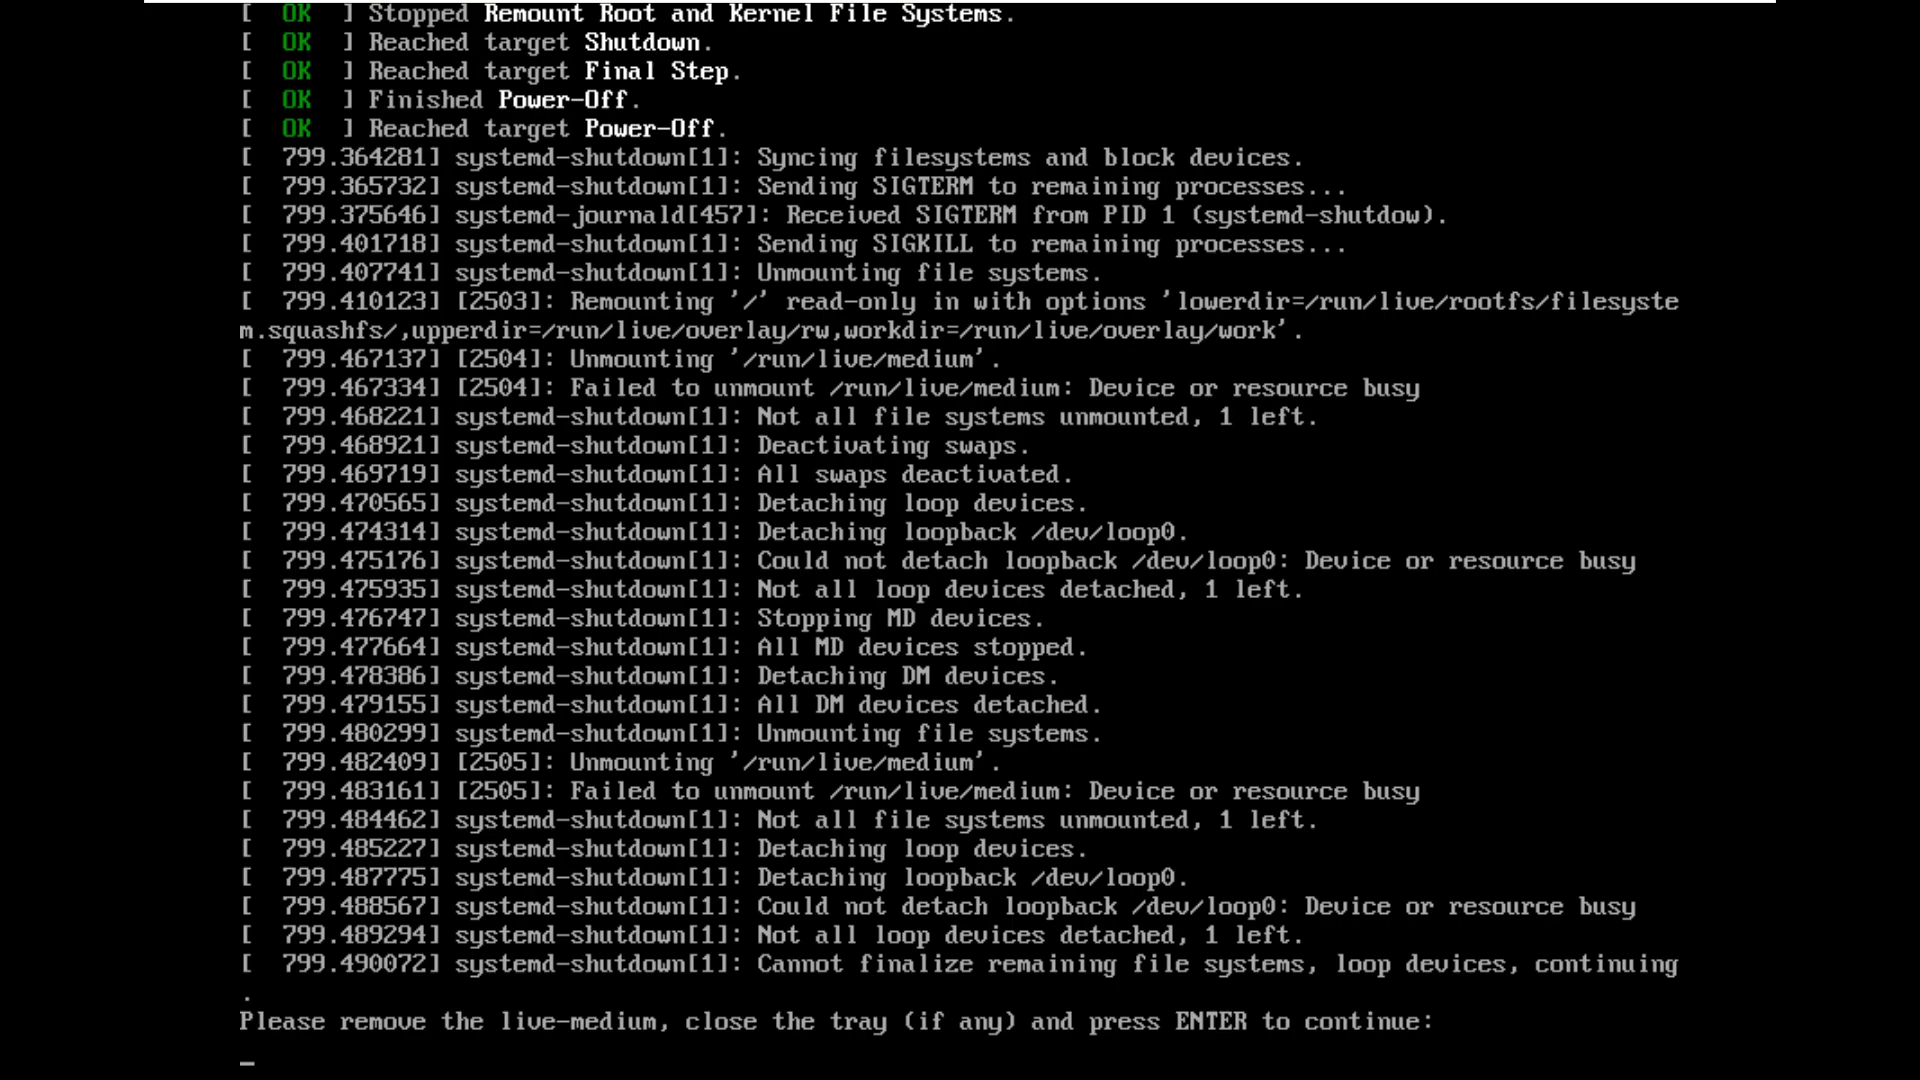 [  OK  ] Stopped Remount Root and Kernel File Systems.
[  OK  ] Reached target Shutdown.
[  OK  ] Reached target Final Step.
[  OK  ] Finished Power-Off.
[  OK  ] Reached target Power-Off.
[  799.364281] systemd-shutdown[1]: Syncing filesystems and block devices.
[  799.365732] systemd-shutdown[1]: Sending SIGTERM to remaining processes...
[  799.375646] systemd-journald[457]: Received SIGTERM from PID 1 (systemd-shutdow).
[  799.401718] systemd-shutdown[1]: Sending SIGKILL to remaining processes...
[  799.407741] systemd-shutdown[1]: Unmounting file systems.
[  799.410123] [2503]: Remounting '/' read-only in with options 'lowerdir=/run/live/rootfs/filesyste
m.squashfs/,upperdir=/run/live/overlay/rw,workdir=/run/live/overlay/work'.
[  799.467137] [2504]: Unmounting '/run/live/medium'.
[  799.467334] [2504]: Failed to unmount /run/live/medium: Device or resource busy
[  799.468221] systemd-shutdown[1]: Not all file systems unmounted, 1 left.
[  799.468921] systemd-shutdown[1]: Deactivating swaps.
[  799.469719] systemd-shutdown[1]: All swaps deactivated.
[  799.470565] systemd-shutdown[1]: Detaching loop devices.
[  799.474314] systemd-shutdown[1]: Detaching loopback /dev/loop0.
[  799.475176] systemd-shutdown[1]: Could not detach loopback /dev/loop0: Device or resource busy
[  799.475935] systemd-shutdown[1]: Not all loop devices detached, 1 left.
[  799.476747] systemd-shutdown[1]: Stopping MD devices.
[  799.477664] systemd-shutdown[1]: All MD devices stopped.
[  799.478386] systemd-shutdown[1]: Detaching DM devices.
[  799.479155] systemd-shutdown[1]: All DM devices detached.
[  799.480299] systemd-shutdown[1]: Unmounting file systems.
[  799.482409] [2505]: Unmounting '/run/live/medium'.
[  799.483161] [2505]: Failed to unmount /run/live/medium: Device or resource busy
[  799.484462] systemd-shutdown[1]: Not all file systems unmounted, 1 left.
[  799.485227] systemd-shutdown[1]: Detaching loop devices.
[  799.487775] systemd-shutdown[1]: Detaching loopback /dev/loop0.
[  799.488567] systemd-shutdown[1]: Could not detach loopback /dev/loop0: Device or resource busy
[  799.489294] systemd-shutdown[1]: Not all loop devices detached, 1 left.
[  799.490072] systemd-shutdown[1]: Cannot finalize remaining file systems, loop devices, continuing
.
Please remove the live-medium, close the tray (if any) and press ENTER to continue:
_